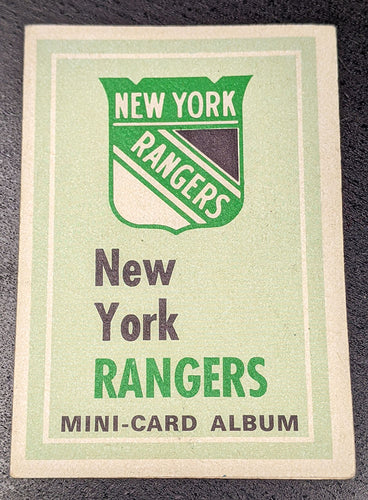 NEW YORK
RANGERS
New
York
RANGERS
MINI-CARD ALBUM